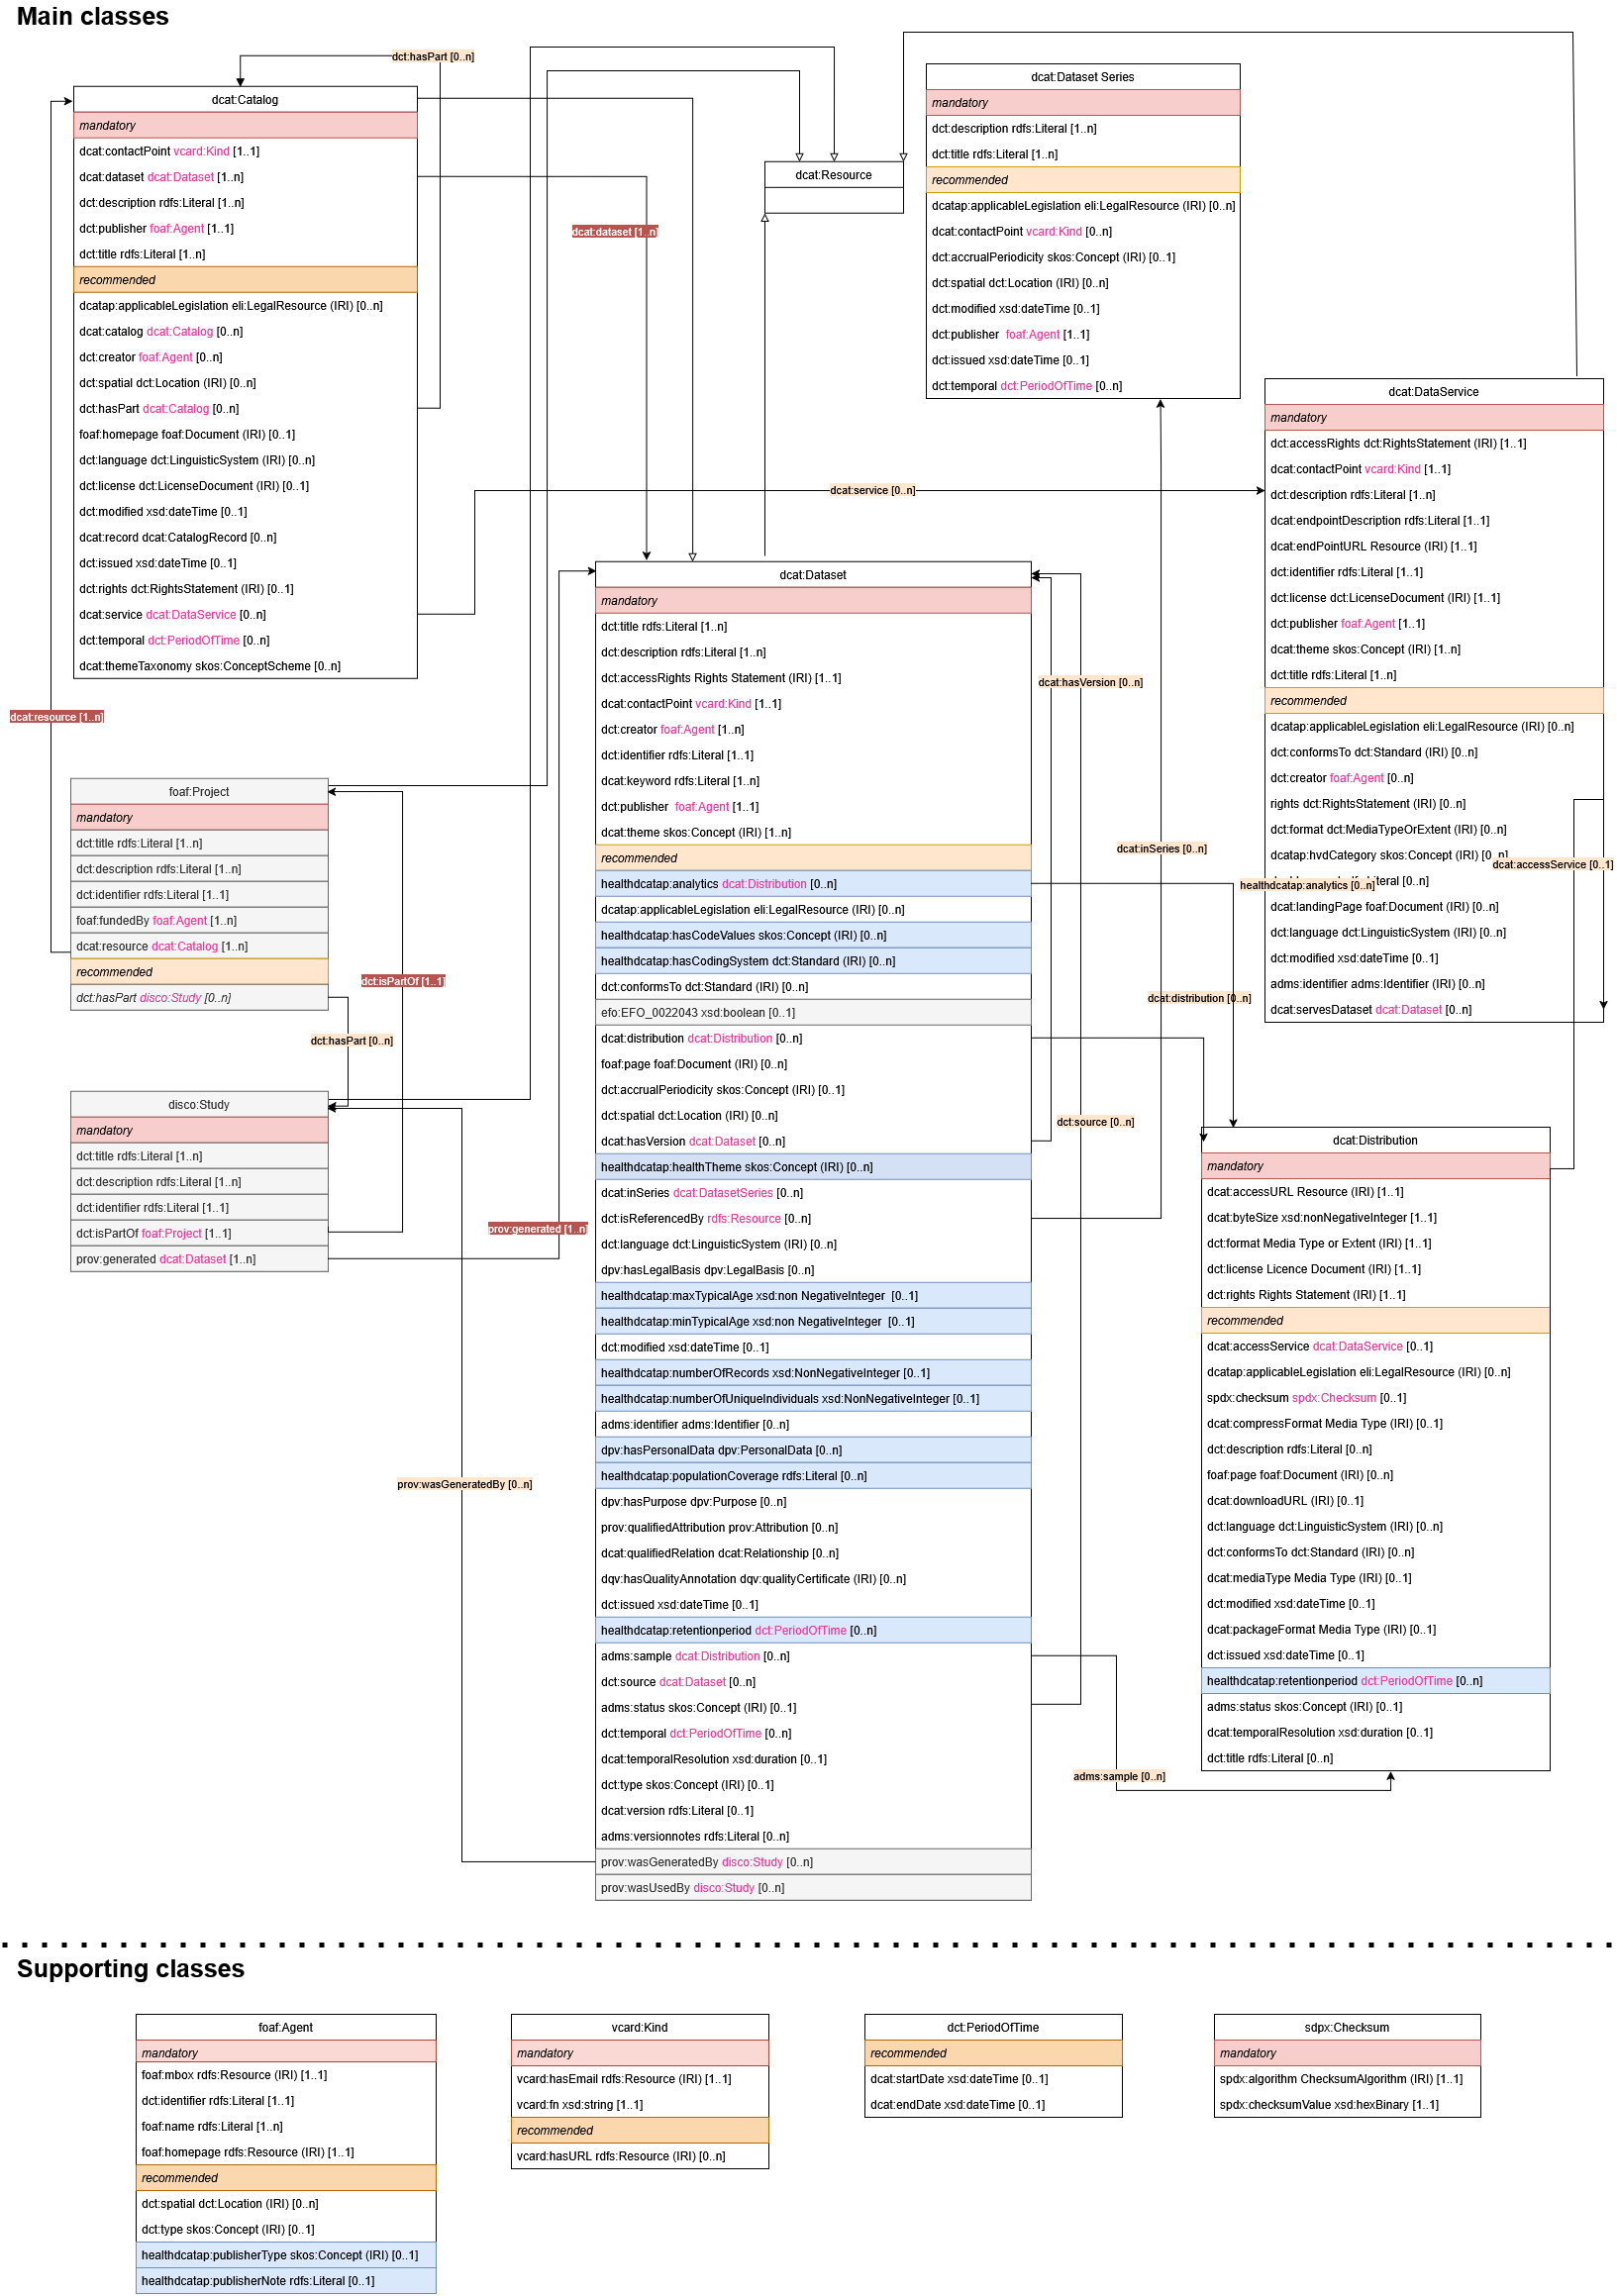 Main classes
dct:hasPart [0..n]
dcat:Catalog
mandatory
dcat:contactPoint vcard:Kind [1..1]
dcat:dataset dcat:Dataset [1..n]
dct:description rdfs:Literal [1..n]
dct:publisher foaf:Agent [1..1]
dct:title rdfs:Literal [1..n]
recommended
dcatap:applicableLegislation eli:LegalResource (IRI) [0..n]
dcat:catalog dcat:Catalog [0..n]
dct:creator foaf:Agent [0..n]
dct:spatial dct:Location (IRI) [0..n]
dct:hasPart dcat:Catalog [0..n]
foaf:homepage foaf:Document (IRI) [0..1]
dct:language dct:LinguisticSystem (IRI) [0..n]
dct:license dct:LicenseDocument (IRI) [0..1]
dct:modified xsd:dateTime [0..1]
dcat:record dcat:CatalogRecord [0..n]
dct:issued xsd:dateTime [0..1]
dct:rights dct:RightsStatement (IRI) [0..1]
dcat:service dcat:DataService [0..n]
dct:temporal dct:PeriodOfTime [0..n]
dcat:themeTaxonomy skos:ConceptScheme [0..n]
dcat:dataset [1..n]
dcat:Resource
dcat:Dataset Series
mandatory
dct:description rdfs:Literal [1..n]
dct:title rdfs:Literal [1..n]
recommended
dcatap:applicableLegislation eli:LegalResource (IRI) [0..n]
dcat:contactPoint vcard:Kind [0..n]
dct:accrualPeriodicity skos:Concept (IRI) [0..1]
dct:spatial dct:Location (IRI) [0..n]
dct:modified xsd:dateTime [0..1]
dct:publisher foaf:Agent [1..1]
dct:issued xsd:dateTime [0..1]
dct:temporal dct:PeriodOfTime [0..n]
dcat:service [0..n]
dcat:DataService
mandatory
dct:accessRights dct:RightsStatement (IRI) [1..1]
dcat:contactPoint vcard:Kind [1..1]
dct:description rdfs:Literal [1..n]
dcat:endpointDescription rdfs:Literal [1..1]
dcat:endPointURL Resource (IRI) [1..1]
dct:identifier rdfs:Literal [1..1]
dct:license dct:LicenseDocument (IRI) [1..1]
dct:publisher foaf:Agent [1..1]
dcat:theme skos:Concept (IRI) [1..n]
dct:title rdfs:Literal [1..n]
recommended
dcatap:applicableLegislation eli:LegalResource (IRI) [0..n]
dct:conformsTo dct:Standard (IRI) [0..n]
dct:creator foaf:Agent [0..n]
rights dct:RightsStatement (IRI) [0..n]
dct:format dct:MediaTypeOrExtent (IRI) [0..n]
dcatap:hvdCategory skos:Concept (IRI) [0..n]
dcat:accessService [0..1]
healthdcatap:analytics [0..n]
[0..n]
dcat:landingPage foaf:Document (IRI) [0..n]
dct:language dct:LinguisticSystem (IRI) [0..n]
dct:modified xsd:dateTime [0..1]
adms:identifier adms:Identifier (IRI) [0..n]
dcat:servesDataset dcat:Dataset [0..n]
dcat:resource [1..n]
foaf:Project
mandatory
dct:title rdfs:Literal [1..n]
dct:description rdfs:Literal [1..n]
dct:identifier rdfs:Literal [1..1]
foaf:fundedBy foaf:Agent [1..n]
dcat:resource dcat:Catalog [1..n]
recommended
dct:hasPart disco:Study [0..n]
dct:isPartOf [1..1]
dct:hasPart [0..n]
disco:Study
mandatory
dct:title rdfs:Literal [1..n]
dct:description rdfs:Literal [1..n]
dct:identifier rdfs:Literal [1..1]
dct:isPartOf foaf:Project [1..1]
prov:generated dcat:Dataset [1..n]
prov:generated [1..n]
prov:wasGeneratedBy [0..n]
dcat:Dataset
mandatory
dct:title rdfs:Literal [1..n]
dct:description rdfs:Literal [1..n]
dct:accessRights Rights Statement (IRI) [1..1]
dcat:contactPoint vcard:Kind [1..1]
dct:creator foaf:Agent [1..n]
dct:identifier rdfs:Literal [1..1]
dcat:keyword rdfs:Literal [1..n]
dct:publisher foaf:Agent [1..1]
dcat:theme skos:Concept (IRI) [1..n]
recommended
healthdcatap:analytics dcat:Distribution [0..n]
dcatap:applicableLegislation eli:LegalResource (IRI) [0..n]
healthdcatap:hasCodeValues skos:Concept (IRI) [0..n]
healthdcatap:hasCodingSystem dct:Standard (IRI) [0..n]
dct:conformsTo dct:Standard (IRI) [0..n]
efo:EFO_0022043 xsd:boolean [0..1]
dcat:distribution dcat:Distribution [0..n]
foaf:page foaf:Document (IRI) [0..n]
dct:accrualPeriodicity skos:Concept (IRI) [0..1]
dct:spatial dct:Location (IRI) [0..n]
dcat:hasVersion dcat:Dataset [0..n]
healthdcatap:healthTheme skos:Concept (IRI) [0..n]
dcat:inSeries dcat:DatasetSeries [0..n]
dct:isReferencedBy rdfs:Resource [0..n]
dct:language dct:LinguisticSystem (IRI) [0..n]
dpv:hasLegalBasis dpv:LegalBasis [0..n]
healthdcatap:maxTypicalAge xsd:non NegativeInteger [0..1]
healthdcatap:minTypicalAge xsd:non NegativeInteger [0..1]
dct:modified xsd:dateTime [0..1]
healthdcatap:numberOfRecords xsd:NonNegativeInteger [0..1]
healthdcatap:numberOfUniqueIndividuals xsd:NonNegativeInteger [0..1]
adms:identifier adms:Identifier [0..n]
dpv:hasPersonalData dpv:PersonalData [0..n]
healthdcatap:populationCoverage rdfs:Literal [0..n]
dpv:hasPurpose dpv:Purpose [0..n]
prov:qualifiedAttribution prov:Attribution [0..n]
dcat:qualifiedRelation dcat:Relationship [0..n]
dqv:hasQualityAnnotation dqv:qualityCertificate (IRI) [0..n]
dct:issued xsd:dateTime [0..1]
healthdcatap:retentionperiod dct:PeriodOfTime [0..n]
adms:sample dcat:Distribution [0..n]
dct:source dcat:Dataset [0..n]
adms:status skos:Concept (IRI) [0..1]
dct:temporal dct:PeriodOfTime [0..n]
dcat:temporalResolution xsd:duration [0..1]
dct:type skos:Concept (IRI) [0..1]
dcat:version rdfs:Literal [0..1]
adms:versionnotes rdfs:Literal [0..n]
prov:wasGeneratedBy disco:Study [0..n]
prov:wasUsedBy disco:Study [0..n]
dcat:hasVersion [0..n]
dcat:inSeries [0..n]
dcat:distribution [0..n]
dct:source [0..n]
adms:sample [0..n]
dcat:Distribution
mandatory
dcat:accessURL Resource (IRI) [1..1]
dcat:byteSize xsd:nonNegativeInteger [1..1]
dct:format Media Type or Extent (IRI) [1..1]
dct:license Licence Document (IRI) [1..1]
dct:rights Rights Statement (IRI) [1..1]
recommended
dcat:accessService dcat:DataService [0..1]
dcatap:applicableLegislation eli:LegalResource (IRI) [0..n]
spdx:checksum spdx:Checksum [0..1]
dcat:compressFormat Media Type (IRI) [0..1]
dct:description rdfs:Literal [0..n]
foaf:page foaf:Document (IRI) [0..n]
dcat:downloadURL (IRI) [0..1]
dct:language dct:LinguisticSystem (IRI) [0..n]
dct:conformsTo dct:Standard (IRI) [0..n]
dcat:mediaType Media Type (IRI) [0..1]
dct:modified xsd:dateTime [0..1]
dct:packageFormat Media Type (IRI) [0..1]
dct:issued xsd:dateTime [0..1]
healthdcatap:retentionperiod dct:PeriodOfTime [0..n]
adms:status skos:Concept (IRI) [0..1]
dcat:temporalResolution xsd:duration [0..1]
dct:title rdfs:Literal [0..n]
Supporting classes
foaf:Agent
mandatory
foaf:mbox rdfs:Resource (IRI) [1..1]
dct:identifier rdfs:Literal [1..1]
foaf:name rdfs:Literal [1..n]
foaf:homepage rdfs:Resource (IRI) [1..1]
recommended
dct:spatial dct:Location (IRI) [0..n]
dct:type skos:Concept (IRI) [0..1]
healthdcatap:publisherType skos:Concept (IRI) [0..1]
healthdcatap:publisherNote rdfs:Literal [0..1]
vcard:Kind
mandatory
vcard:hasEmail rdfs:Resource (IRI) [1..1]
vcard:fn xsd:string [1..1]
recommended
vcard:hasURL rdfs:Resource (IRI) [0..n]
dct:PeriodOfTime
recommended
dcat:startDate xsd:dateTime [0..1]
dcat:endDate xsd:dateTime [0..1]
sdpx:Checksum
mandatory
spdx:algorithm ChecksumAlgorithm (IRI) [1..1]
spdx:checksumValue xsd:hexBinary [1..1]